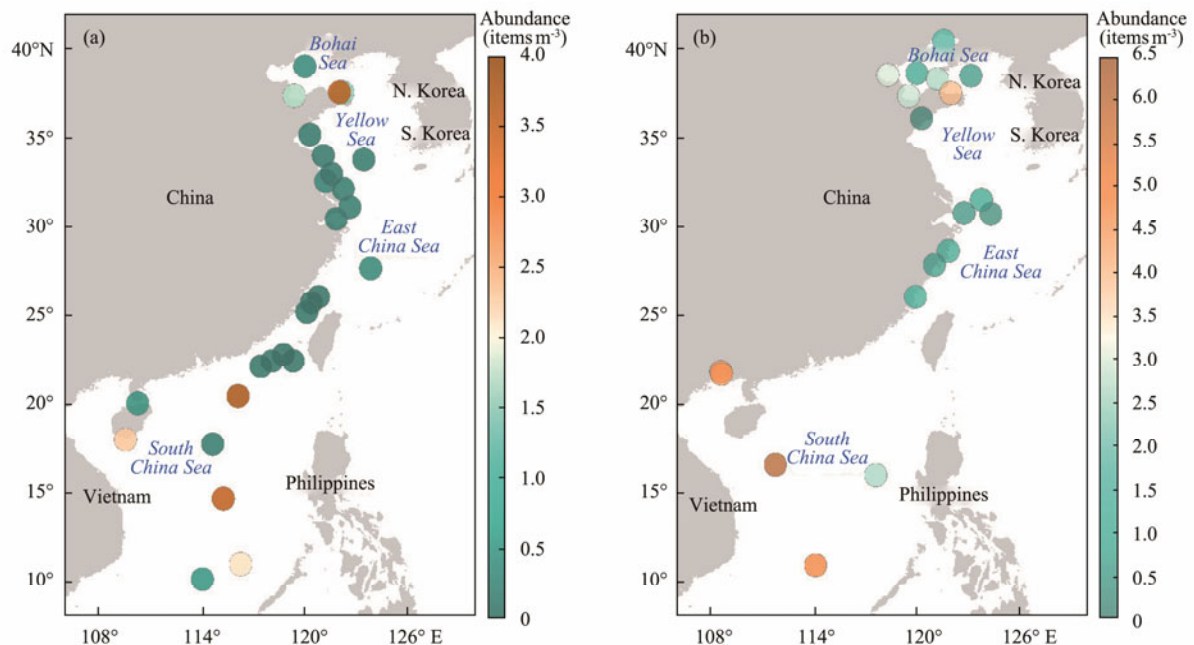 (a)
Abundance
(items m⁻³)
40°N
35°
30°
25°
20°
15°
10°
108°
114°
120°
126° E
Bohai
Sea
N. Korea
S. Korea
Yellow
Sea
China
East
China Sea
South
China Sea
Vietnam
Philippines
4.0
3.5
3.0
2.5
2.0
1.5
1.0
0.5
0
(b)
Abundance
(items m⁻³)
40°N
35°
30°
25°
20°
15°
10°
108°
114°
120°
126° E
Bohai Sea
N. Korea
S. Korea
Yellow
Sea
China
East
China Sea
South
China Sea
Vietnam
Philippines
6.5
6.0
5.5
5.0
4.5
4.0
3.5
3.0
2.5
2.0
1.5
1.0
0.5
0